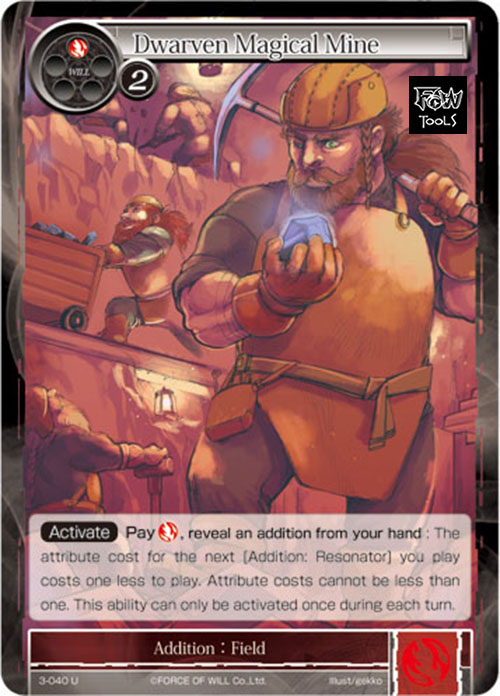 Dwarven Magical Mine
WILL
2
FOW
TOOLS
Activate Pay , reveal an addition from your hand : The
attribute cost for the next [Addition: Resonator] you play
costs one less to play. Attribute costs cannot be less than
one. This ability can only be activated once during each turn.
Addition : Field
3-040 U ©FORCE OF WILL Co.,Ltd. Illust/gekko